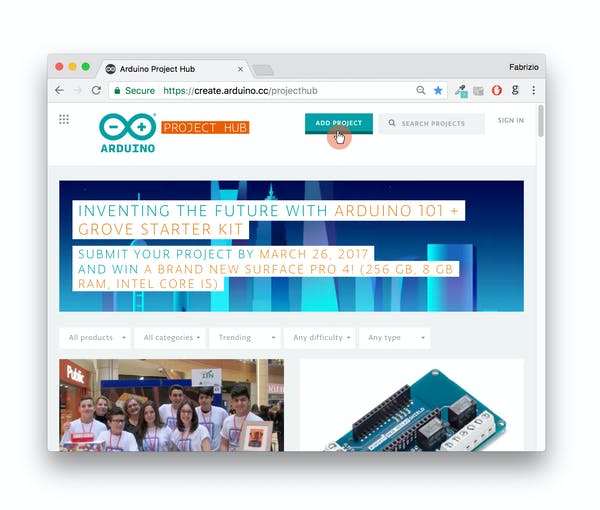 Arduino Project Hub
Fabrizio
Secure https://create.arduino.cc/projecthub
ARDUINO
PROJECT HUB
ADD PROJECT
SEARCH PROJECTS
SIGN IN
INVENTING THE FUTURE WITH ARDUINO 101 +
GROVE STARTER KIT
SUBMIT YOUR PROJECT BY MARCH 26, 2017
AND WIN A BRAND NEW SURFACE PRO 4! (256 GB, 8 GB
RAM, INTEL CORE I5)
All products
All categories
Trending
Any difficulty
Any type
Public